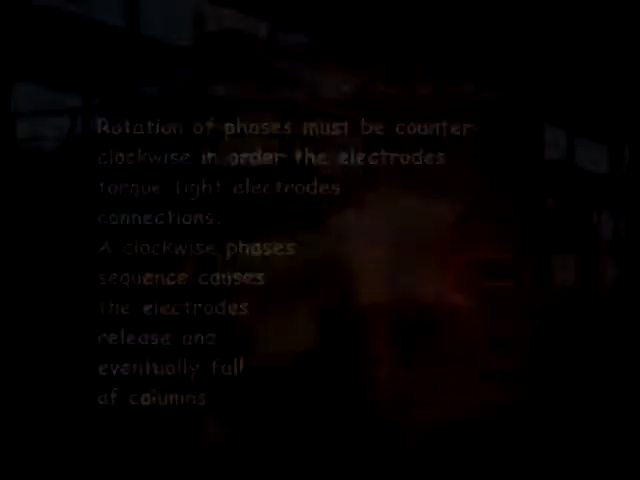 Rotation of phases must be counter
clockwise in order the electrodes
torque tight electrodes
connections.
A clockwise phases
sequence causes
the electrodes
release and
eventually fall
of columns